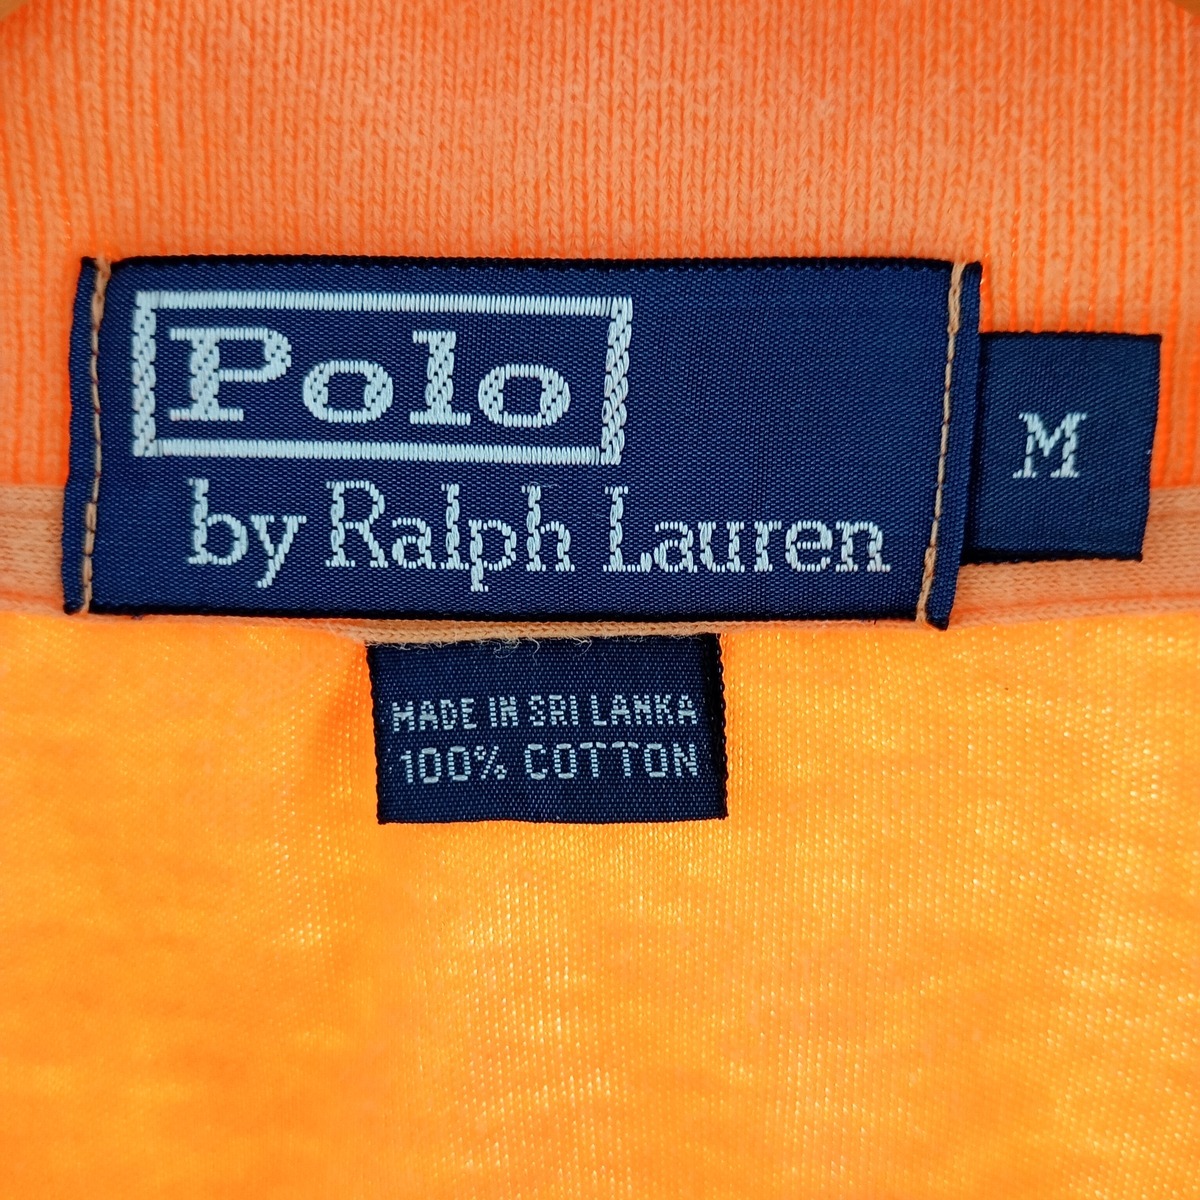 Polo
by Ralph Lauren
M
MADE IN SRI LANKA
100% COTTON